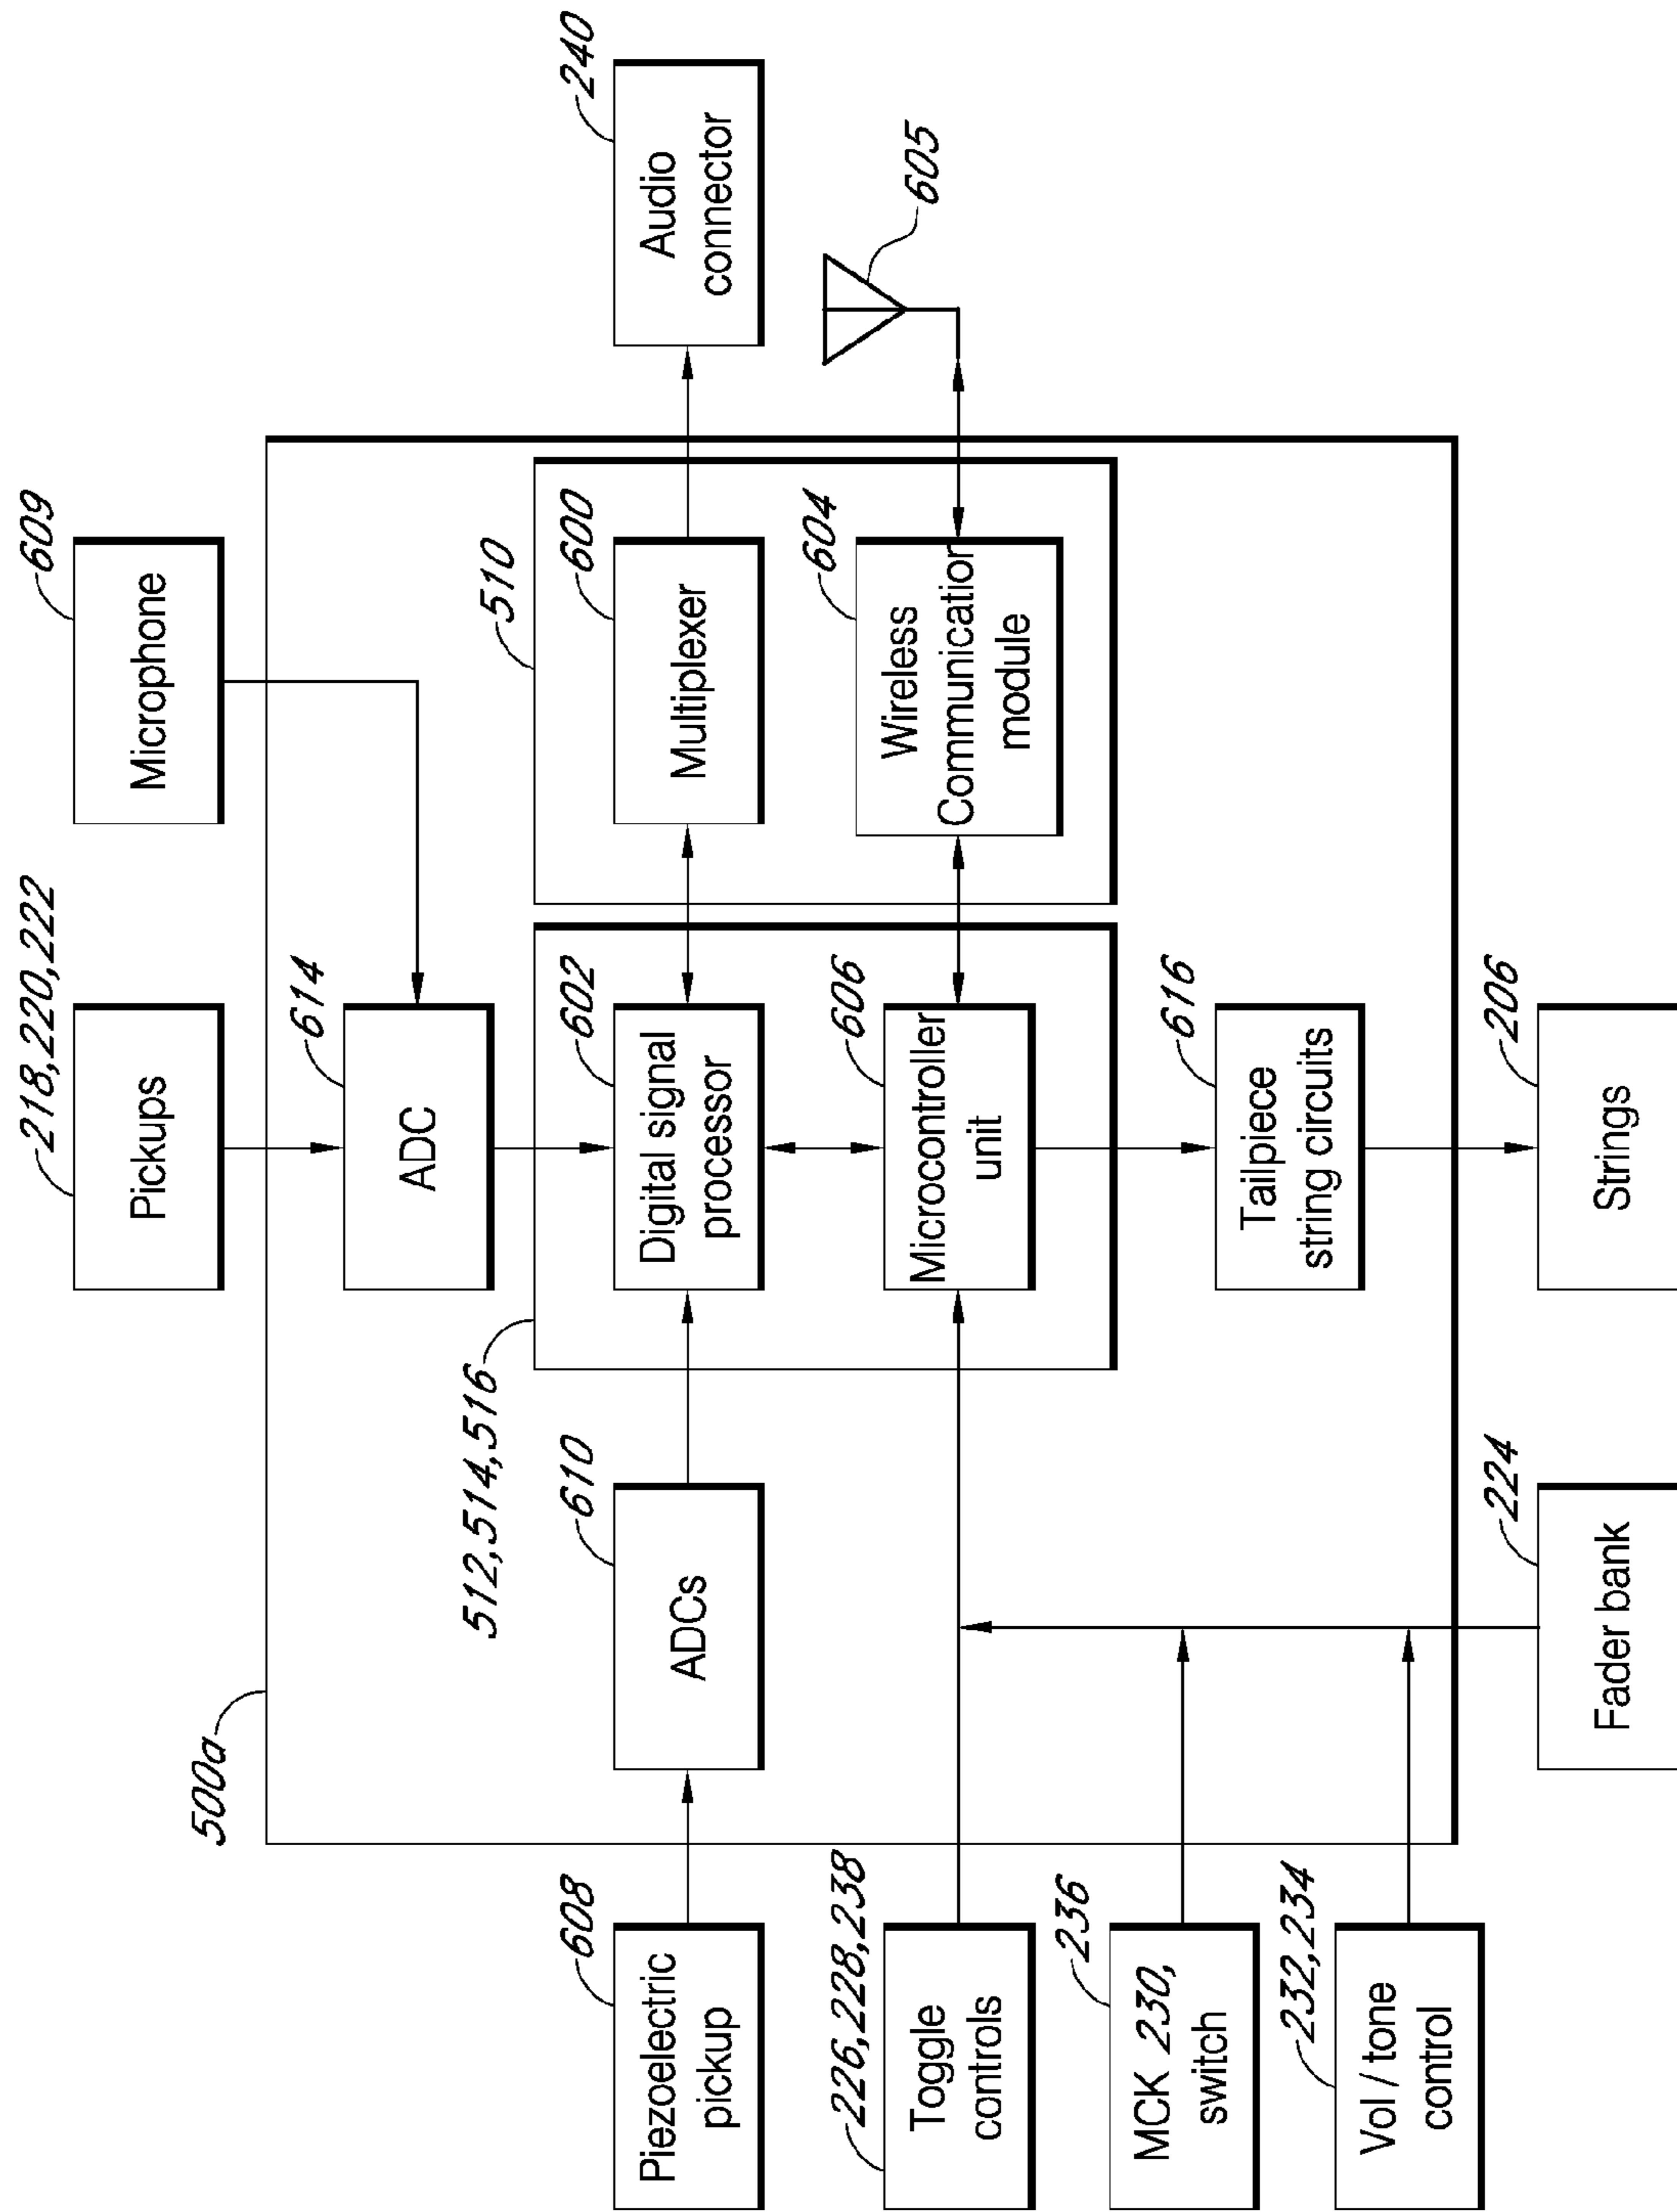 218,220,222
609
Pickups
Microphone
500a
614
ADC
512,514,516
510
608
610
602
600
240
Piezoelectric
pickup
ADCs
Digital signal
processor
Multiplexer
Audio
connector
226,228,238
606
604
605
Toggle
controls
Microcontroller
unit
Wireless
Communication
module
236
616
MCK 230,
switch
Tailpiece
string circuits
232,234
Vol / tone
control
224
206
Fader bank
Strings